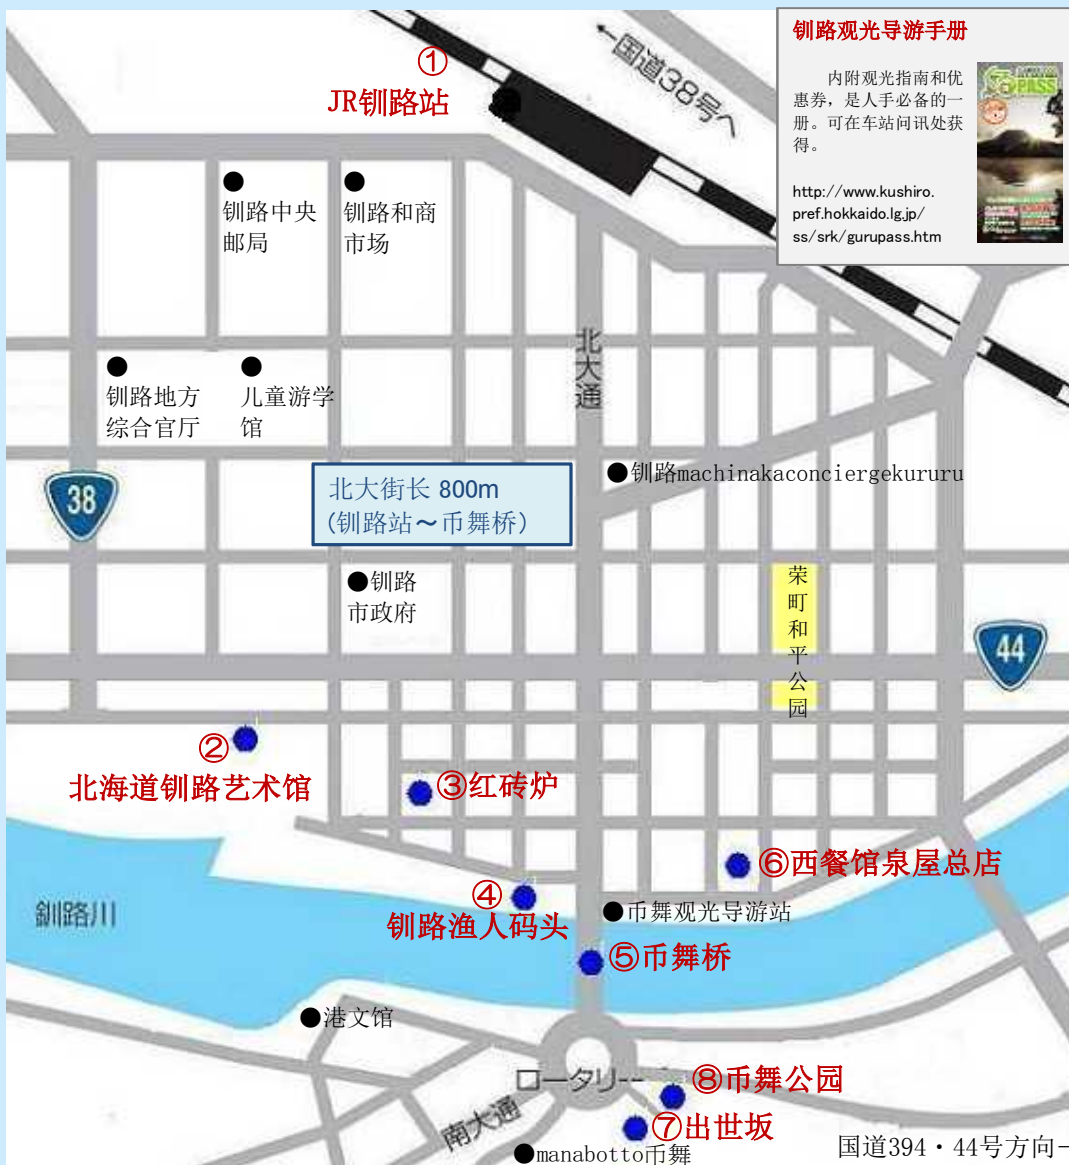 钏路观光导游手册
内附观光指南和优
惠券，是人手必备的一
册。可在车站问讯处获
得。
http://www.kushiro.
pref.hokkaido.lg.jp/
ss/srk/gurupass.htm
PASS
①
JR钏路站
←国道38号へ
●
钏路中央
邮局
●
钏路和商
市场
●
钏路地方
综合官厅
●
儿童游学
馆
北大通
38
北大街长 800m
(钏路站～币舞桥）
●钏路machinakaconciergekururu
●钏路
市政府
荣町和平公园
44
②
北海道钏路艺术馆
③红砖炉
⑥西餐馆泉屋总店
④
钏路渔人码头
釧路川
●币舞观光导游站
⑤币舞桥
●港文馆
ロータリー
⑧币舞公园
南大通
⑦出世坂
●manabotto币舞
国道394・44号方向→